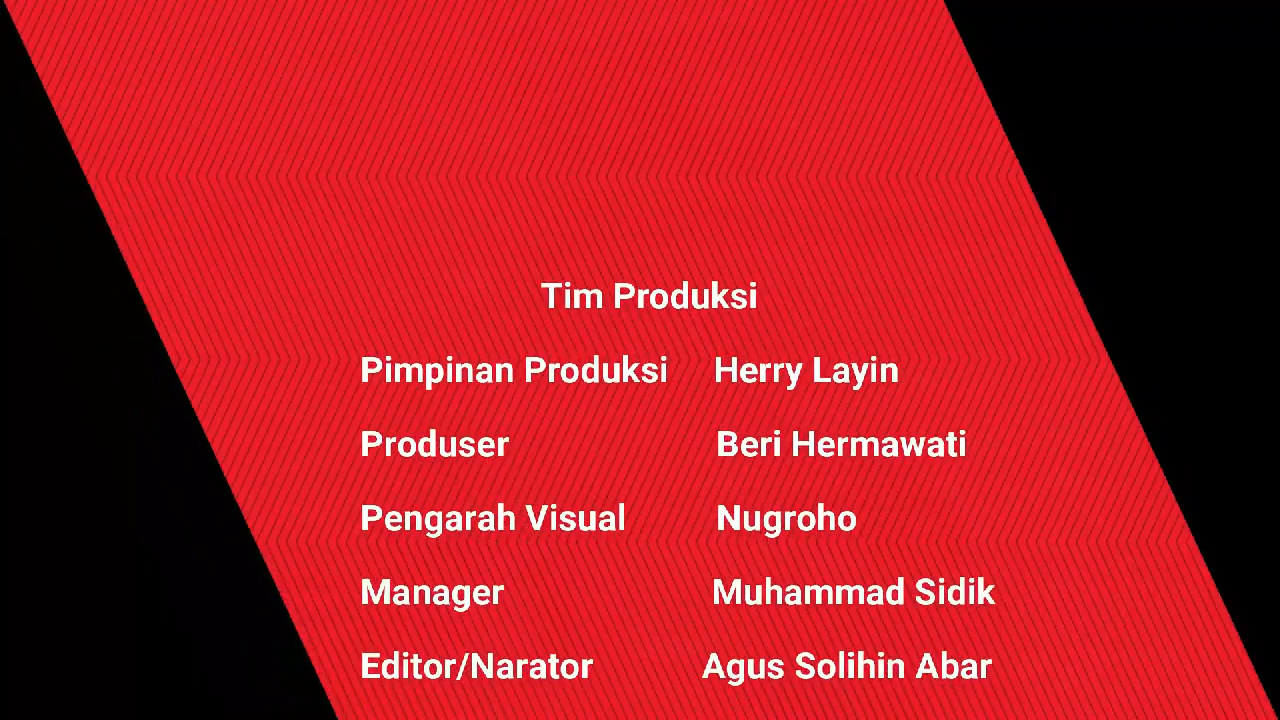 Tim Produksi
Pimpinan Produksi Herry Layin
Produser Beri Hermawati
Pengarah Visual Nugroho
Manager Muhammad Sidik
Editor/Narator Agus Solihin Abar